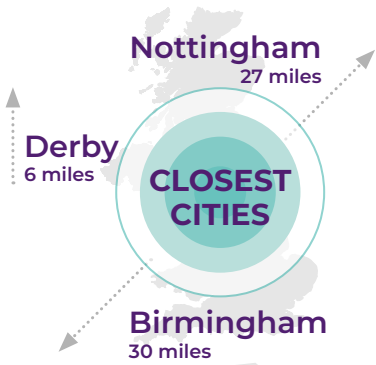 Nottingham
27 miles
Derby
6 miles
CLOSEST
CITIES
Birmingham
30 miles